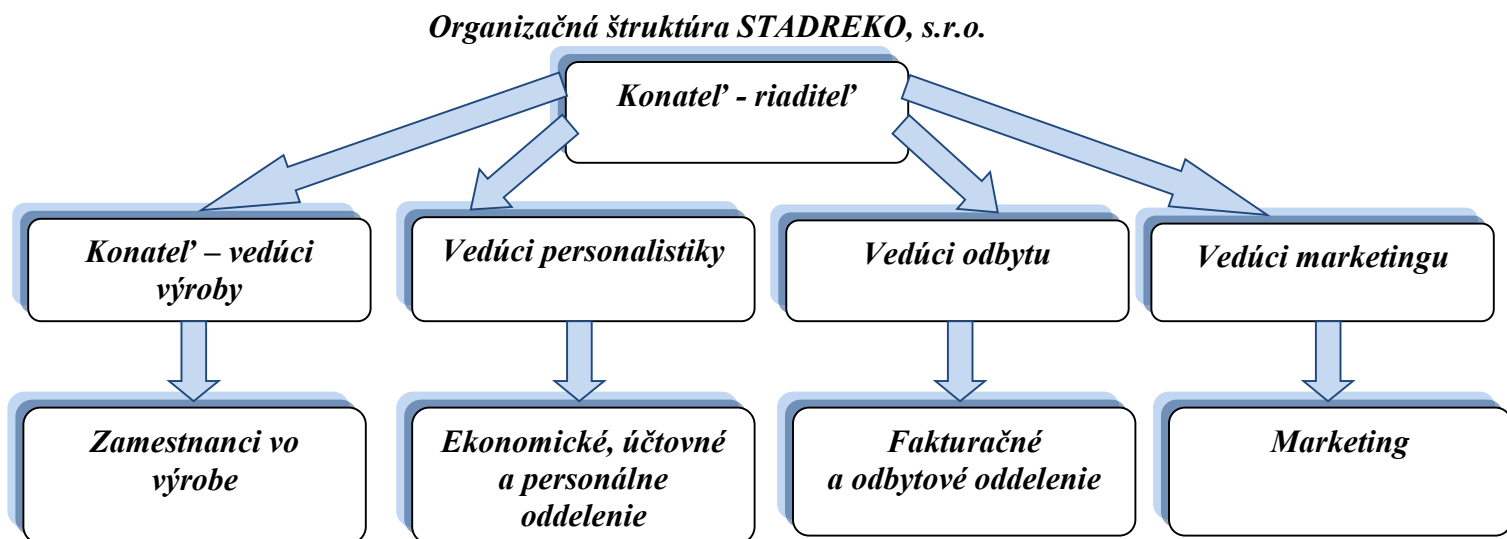 Organizačná štruktúra STADREKO, s.r.o.
Konateľ - riaditeľ
Konateľ – vedúci
výroby
Vedúci personalistiky
Vedúci odbytu
Vedúci marketingu
Zamestnanci vo
výrobe
Ekonomické, účtovné
a personálne
oddelenie
Fakturačné
a odbytové oddelenie
Marketing